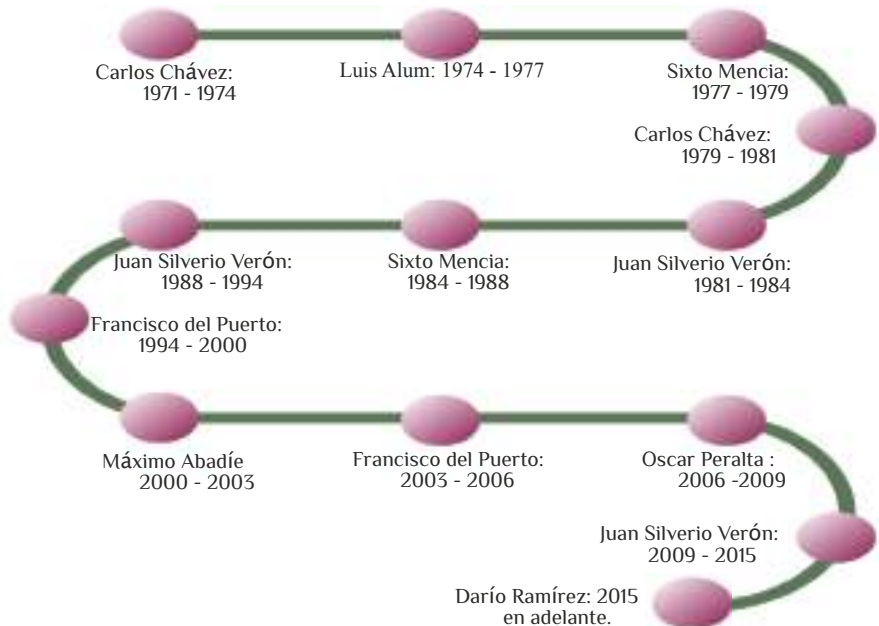 Carlos Chávez:
1971 - 1974
Luis Alum: 1974 - 1977
Sixto Mencia:
1977 - 1979
Carlos Chávez:
1979 - 1981
Juan Silverio Verón:
1981 - 1984
Sixto Mencia:
1984 - 1988
Juan Silverio Verón:
1988 - 1994
Francisco del Puerto:
1994 - 2000
Máximo Abadíe
2000 - 2003
Francisco del Puerto:
2003 - 2006
Oscar Peralta :
2006 -2009
Juan Silverio Verón:
2009 - 2015
Darío Ramírez: 2015
en adelante.